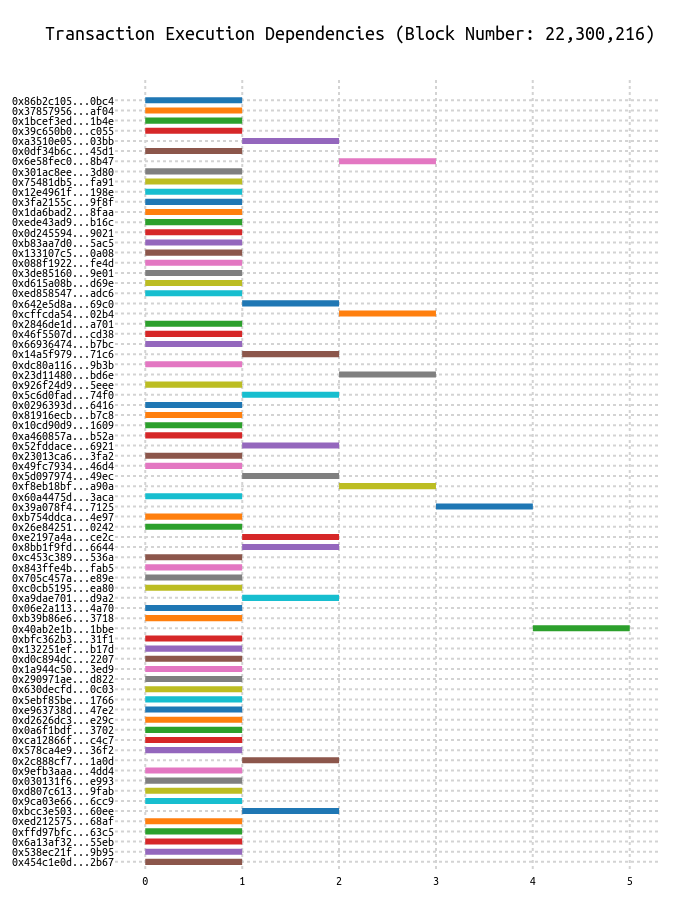 Transaction Execution Dependencies (Block Number: 22,300,216)
0x86b2c105...0bc4
0x37857956...af04
0x1bcef3ed...1b4e
0x39c650b0...c055
0xa3510e05...03bb
0x0df34b6c...45d1
0x6e58fec0...8b47
0x301ac8ee...3d80
0x75481db5...fa91
0x12e4961f...198e
0x3fa2155c...9f8f
0x1da6bad2...8faa
0xede43ad9...b16c
0x0d245594...9021
0xb83aa7d0...5ac5
0x133107c5...0a08
0x088f1922...fe4d
0x3de85160...9e01
0xd615a08b...d69e
0xed858547...adc6
0x642e5d8a...69c0
0xcffcda54...02b4
0x2846de1d...a701
0x46f5507d...cd38
0x66936474...b7bc
0x14a5f979...71c6
0xdc80a116...9b3b
0x23d11480...bd6e
0x926f24d9...5eee
0x5c6d0fad...74f0
0x0296393d...6416
0x81916ecb...b7c8
0x10cd90d9...1609
0xa460857a...b52a
0x52fddace...6921
0x23013ca6...3fa2
0x49fc7934...46d4
0x5d097974...49ec
0xf8eb18bf...a90a
0x60a4475d...3aca
0x39a078f4...7125
0xb754ddca...4e97
0x26e84251...0242
0xe2197a4a...ce2c
0x8bb1f9fd...6644
0xc453c389...536a
0x843ffe4b...fab5
0x705c457a...e89e
0xc0cb5195...ea80
0xa9dae701...d9a2
0x06e2a113...4a70
0xb39b86e6...3718
0x40ab2e1b...1bbe
0xbfc362b3...31f1
0x132251ef...b17d
0xd0c894dc...2207
0x1a944c50...3ed9
0x290971ae...d822
0x630decfd...0c03
0x5ebf85be...1766
0xe963738d...47e2
0xd2626dc3...e29c
0x0a6f1bdf...3702
0xca12866f...c4c7
0x578ca4e9...36f2
0x2c888cf7...1a0d
0x9efb3aaa...4dd4
0x030131f6...e993
0xd807c613...9fab
0x9ca03e66...6cc9
0xbcc3e503...60ee
0xed212575...68af
0xffd97bfc...63c5
0x6a13af32...55eb
0x538ec21f...9b95
0x454c1e0d...2b67
0 1 2 3 4 5